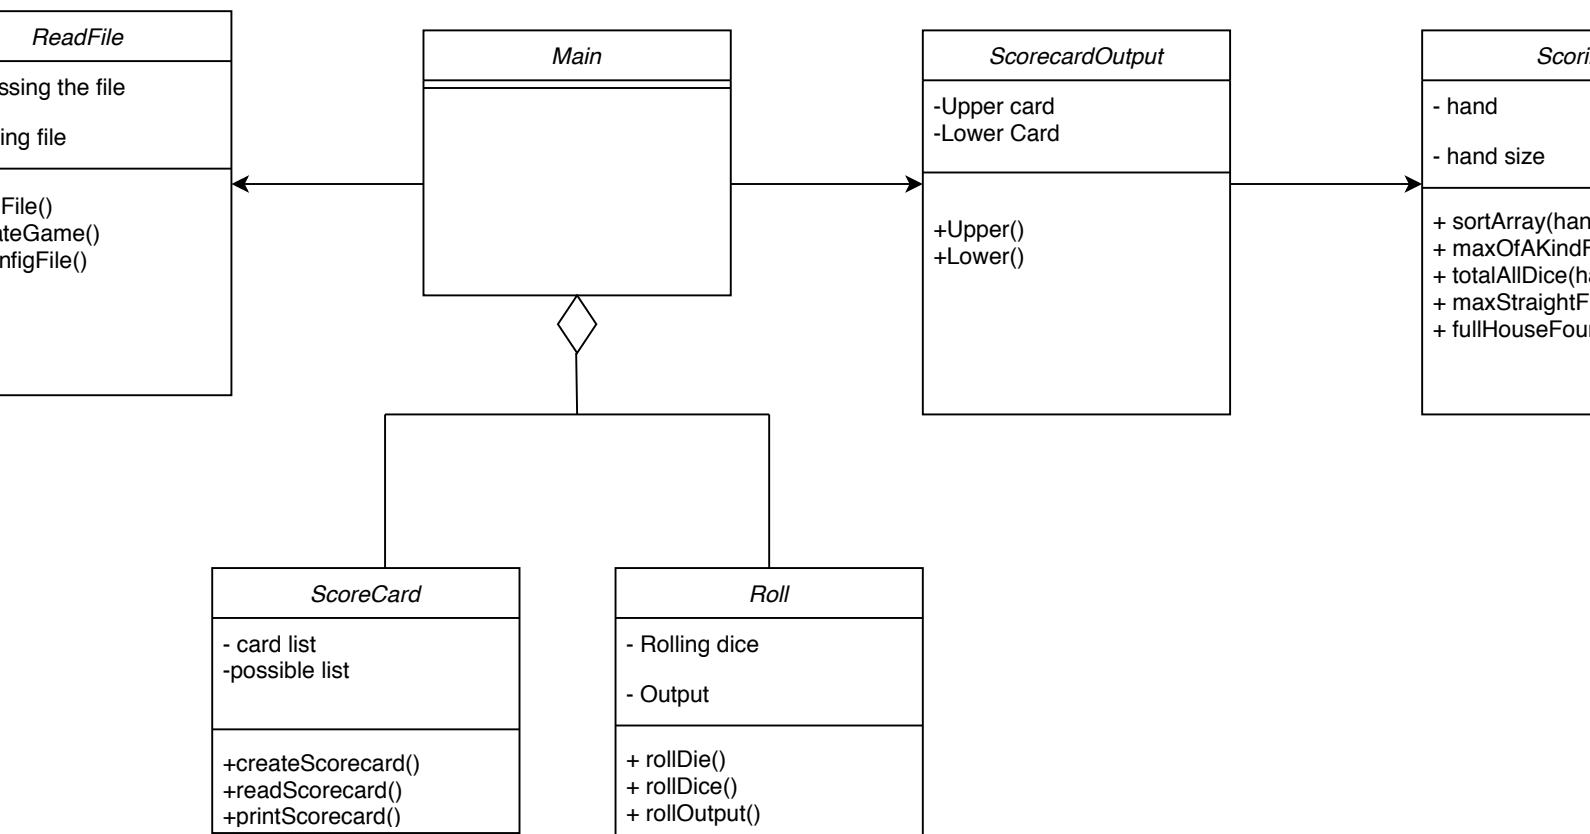 ReadFile
ssing the file
ing file
File()
ateGame()
nfigFile()
Main
ScorecardOutput
-Upper card
-Lower Card
+Upper()
+Lower()
Scori
- hand
- hand size
+ sortArray(han
+ maxOfAKindF
+ totalAllDice(ha
+ maxStraightF
+ fullHouseFou
ScoreCard
- card list
-possible list
+createScorecard()
+readScorecard()
+printScorecard()
Roll
- Rolling dice
- Output
+ rollDie()
+ rollDice()
+ rollOutput()